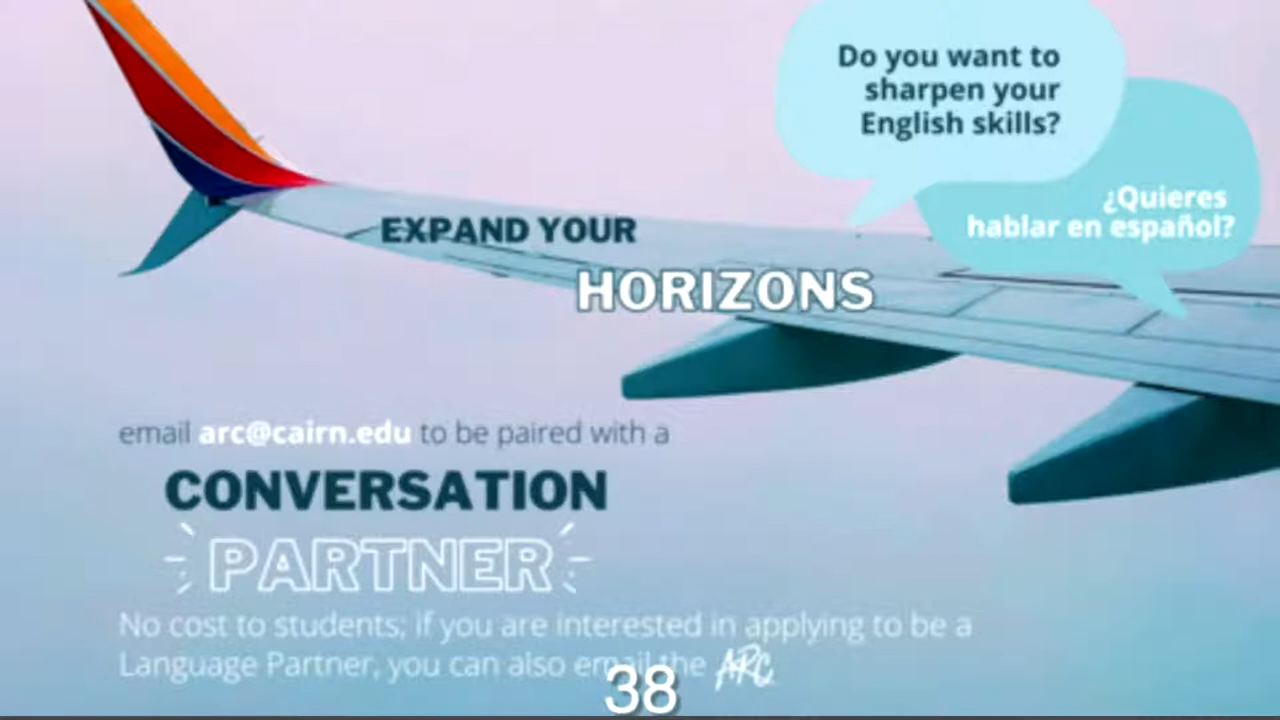 Do you want to
sharpen your
English skills?
¿Quieres
hablar en español?
EXPAND YOUR
HORIZONS
email arc@cairn.edu to be paired with a
CONVERSATION
PARTNER
No cost to students; if you are interested in applying to be a
Language Partner, you can also email the ARC
38